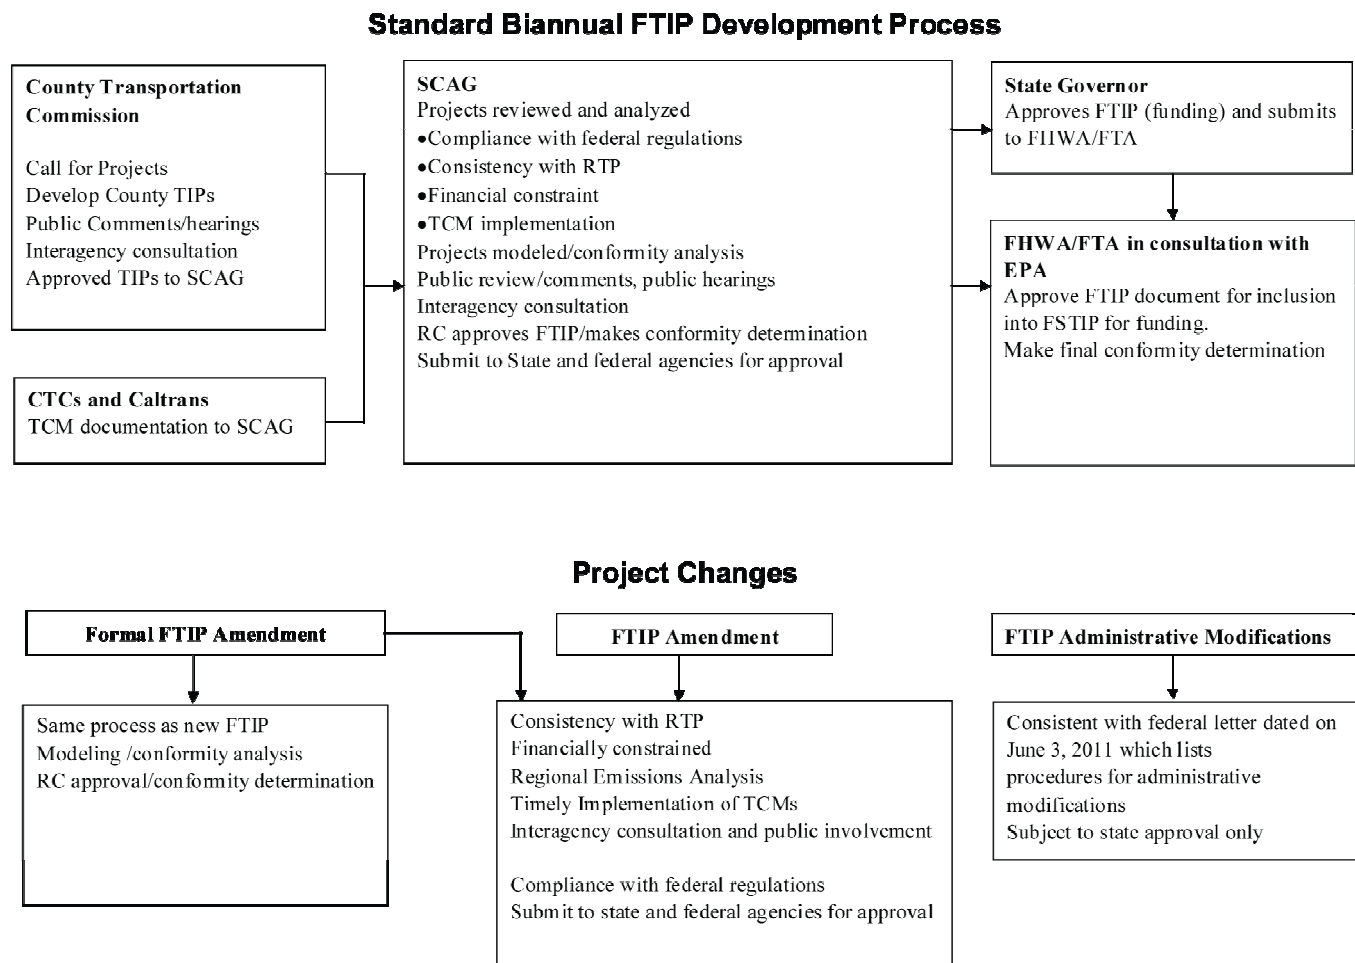 Standard Biannual FTIP Development Process
County Transportation
Commission
Call for Projects
Develop County TIPs
Public Comments/hearings
Interagency consultation
Approved TIPs to SCAG
CTCs and Caltrans
TCM documentation to SCAG
SCAG
Projects reviewed and analyzed
●Compliance with federal regulations
●Consistency with RTP
●Financial constraint
●TCM implementation
Projects modeled/conformity analysis
Public review/comments, public hearings
Interagency consultation
RC approves FTIP/makes conformity determination
Submit to State and federal agencies for approval
State Governor
Approves FTIP (funding) and submits
to FHWA/FTA
FHWA/FTA in consultation with
EPA
Approve FTIP document for inclusion
into FSTIP for funding.
Make final conformity determination
Project Changes
Formal FTIP Amendment
Same process as new FTIP
Modeling /conformity analysis
RC approval/conformity determination
FTIP Amendment
Consistency with RTP
Financially constrained
Regional Emissions Analysis
Timely Implementation of TCMs
Interagency consultation and public involvement
Compliance with federal regulations
Submit to state and federal agencies for approval
FTIP Administrative Modifications
Consistent with federal letter dated on
June 3, 2011 which lists
procedures for administrative
modifications
Subject to state approval only